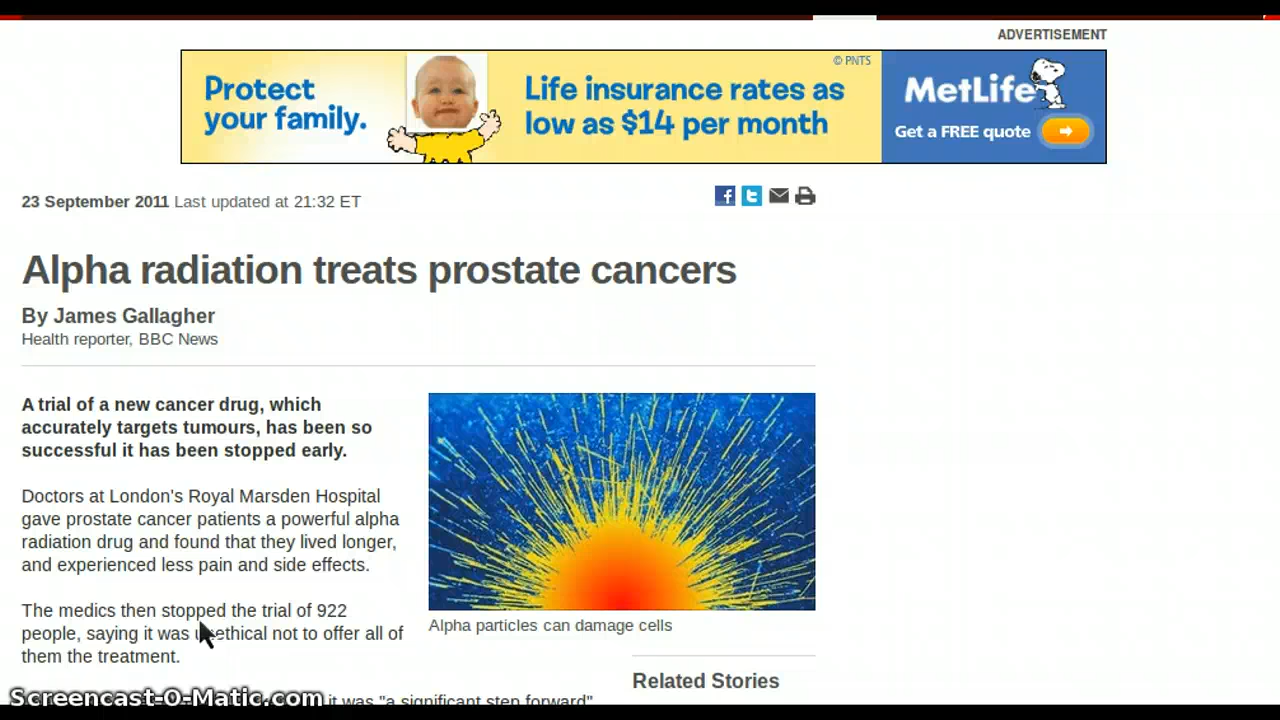 ADVERTISEMENT
© PNTS
Protect
your family.
Life insurance rates as
low as $14 per month
MetLife
Get a FREE quote
23 September 2011 Last updated at 21:32 ET
Alpha radiation treats prostate cancers
By James Gallagher
Health reporter, BBC News
A trial of a new cancer drug, which
accurately targets tumours, has been so
successful it has been stopped early.
Doctors at London's Royal Marsden Hospital
gave prostate cancer patients a powerful alpha
radiation drug and found that they lived longer,
and experienced less pain and side effects.
The medics then stopped the trial of 922
people, saying it was unethical not to offer all of
them the treatment.
Alpha particles can damage cells
Related Stories
it was "a significant step forward"
Screencast-O-Matic.com